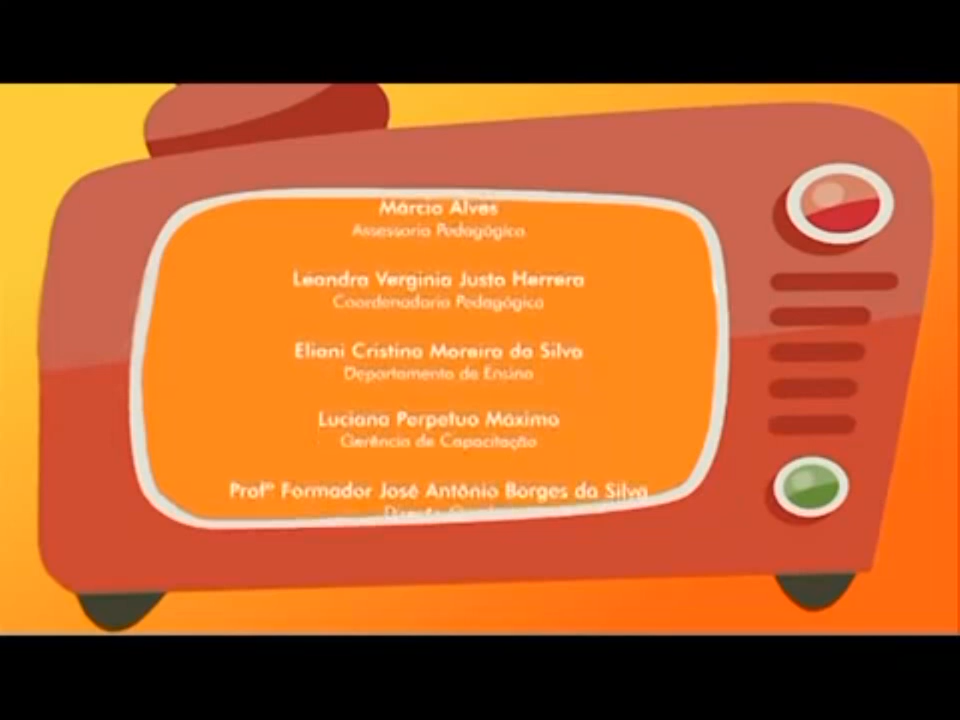 Márcia Alves
Assessoria Pedagógica
Leandra Verginia Justo Herrera
Coordenadoria Pedagógica
Eliani Cristina Moreira da Silva
Departamento de Ensino
Luciana Perpetuo Máximo
Gerência de Capacitação
Profº Formador José Antônio Borges da Silva